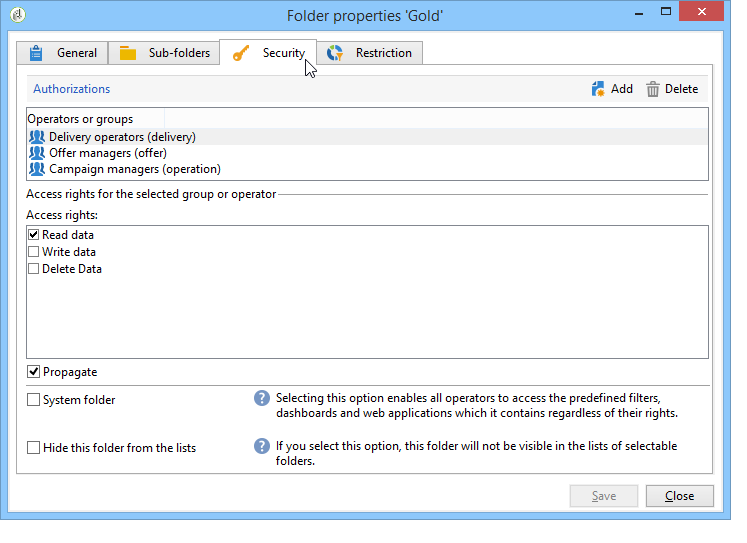 Folder properties 'Gold'
General Sub-folders Security Restriction
Authorizations Add Delete
Operators or groups
Delivery operators (delivery)
Offer managers (offer)
Campaign managers (operation)
Access rights for the selected group or operator
Access rights:
Read data
Write data
Delete Data
Propagate
System folder
Selecting this option enables all operators to access the predefined filters,
dashboards and web applications which it contains regardless of their rights.
Hide this folder from the lists
If you select this option, this folder will not be visible in the lists of selectable
folders.
Save Close